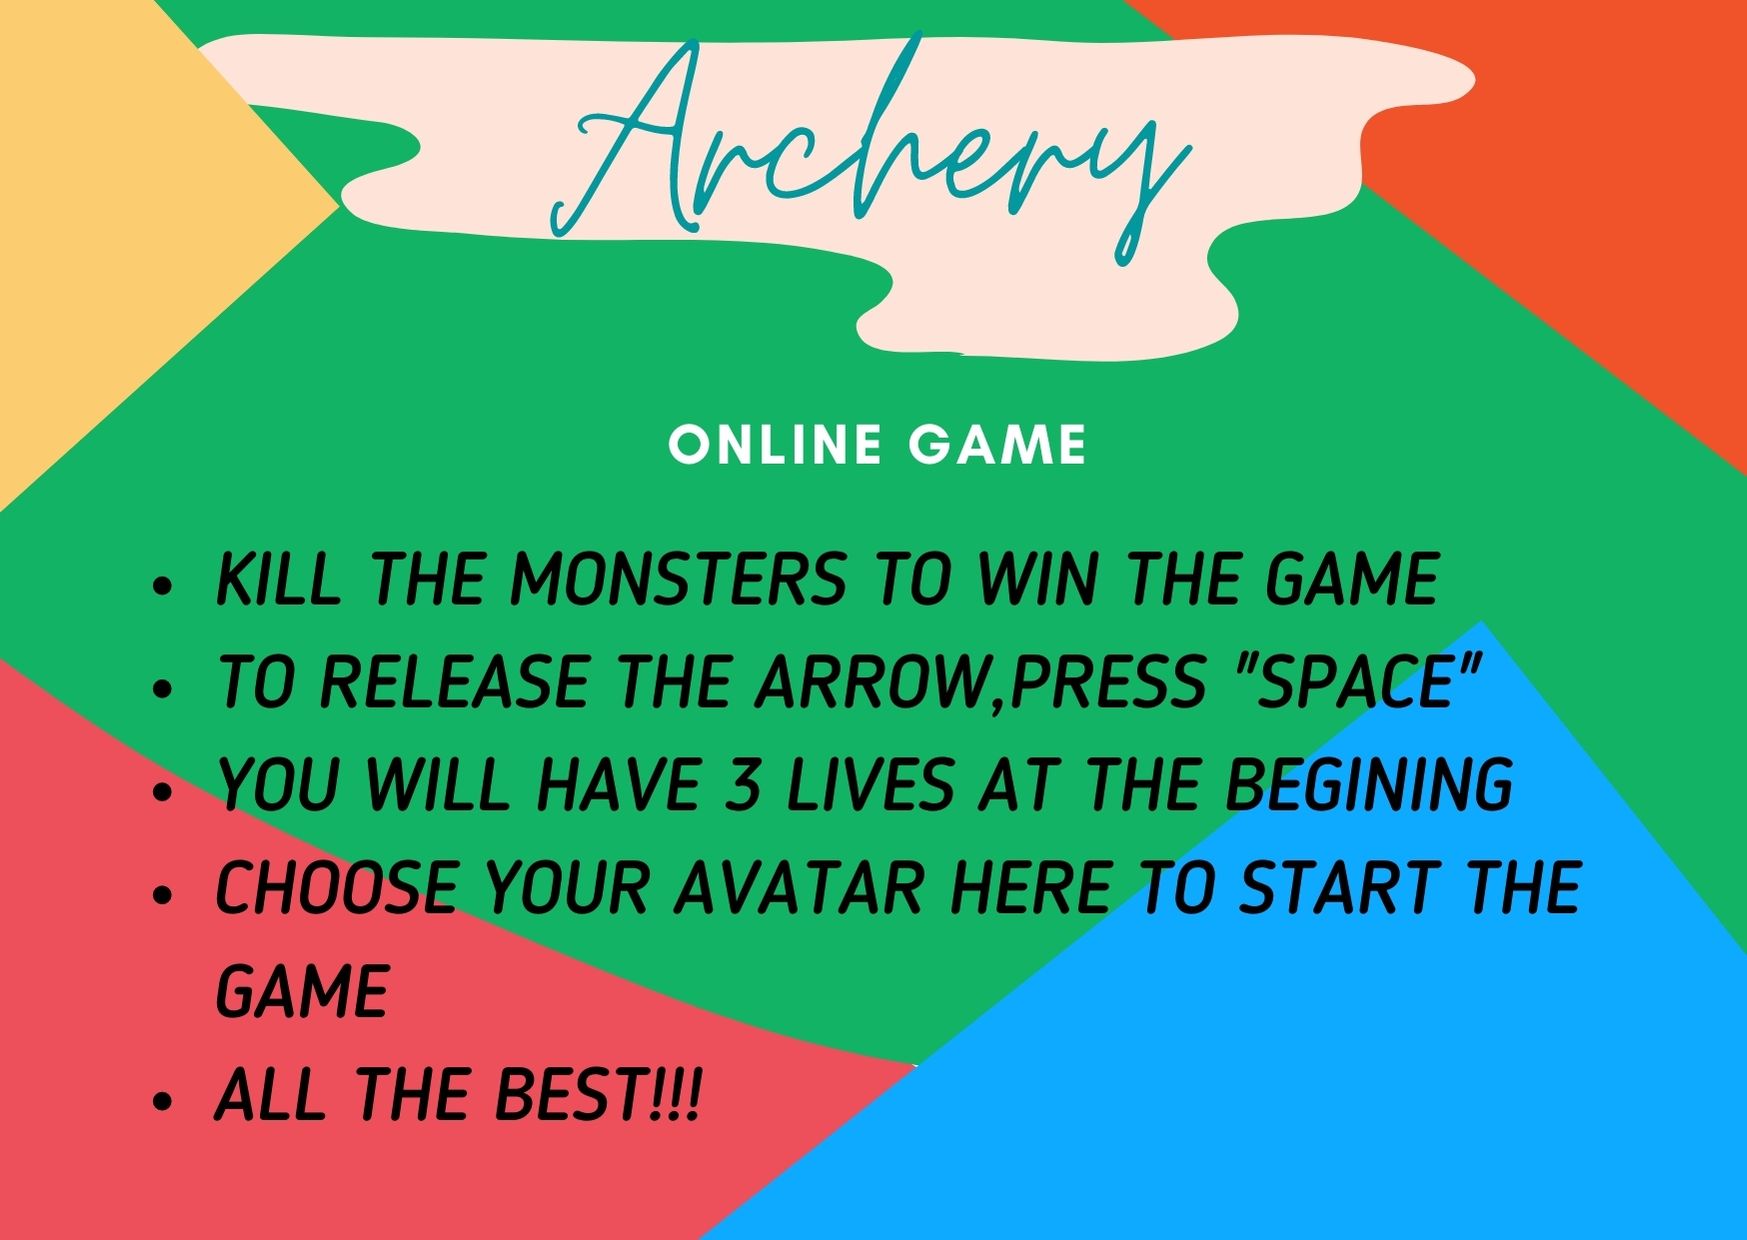 Archery
ONLINE GAME
• KILL THE MONSTERS TO WIN THE GAME
• TO RELEASE THE ARROW,PRESS "SPACE"
• YOU WILL HAVE 3 LIVES AT THE BEGINING
• CHOOSE YOUR AVATAR HERE TO START THE
GAME
• ALL THE BEST!!!